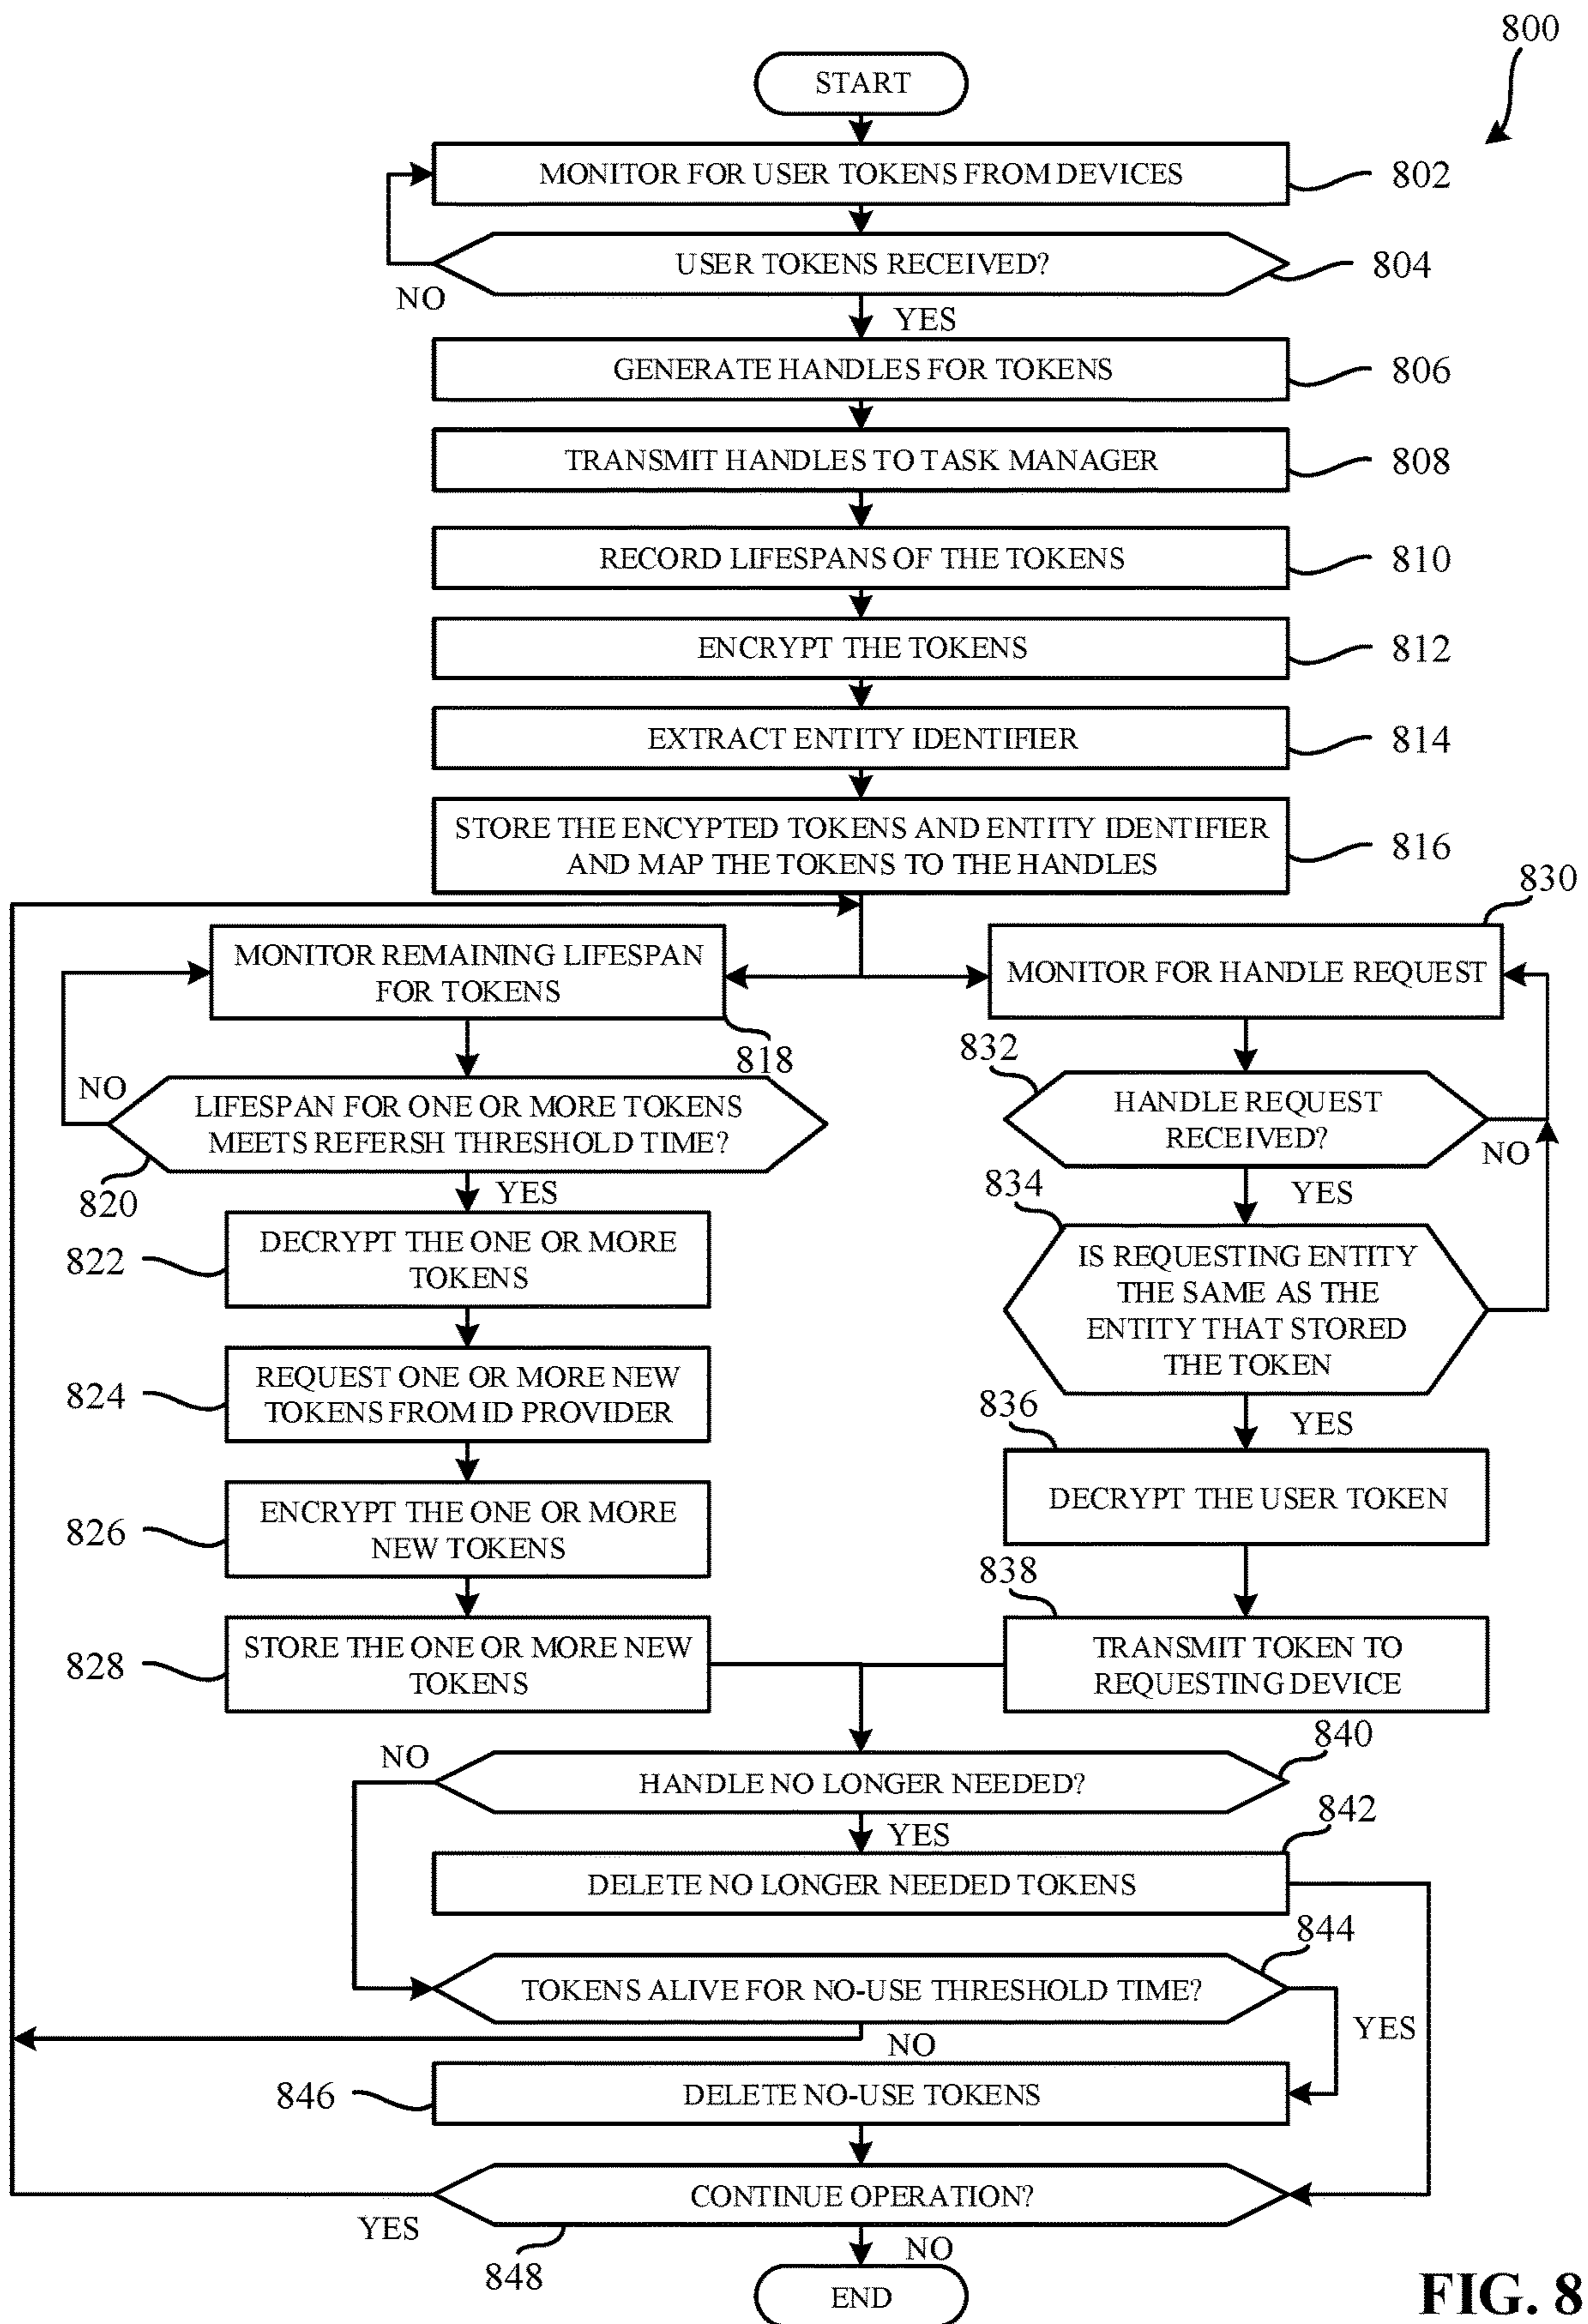 800
START
MONITOR FOR USER TOKENS FROM DEVICES
802
USER TOKENS RECEIVED?
804
NO
YES
GENERATE HANDLES FOR TOKENS
806
TRANSMIT HANDLES TO TASK MANAGER
808
RECORD LIFESPANS OF THE TOKENS
810
ENCRYPT THE TOKENS
812
EXTRACT ENTITY IDENTIFIER
814
STORE THE ENCYPTED TOKENS AND ENTITY IDENTIFIER
AND MAP THE TOKENS TO THE HANDLES
816
MONITOR REMAINING LIFESPAN
FOR TOKENS
818
NO
LIFESPAN FOR ONE OR MORE TOKENS
MEETS REFERSH THRESHOLD TIME?
820
YES
DECRYPT THE ONE OR MORE
TOKENS
822
REQUEST ONE OR MORE NEW
TOKENS FROM ID PROVIDER
824
ENCRYPT THE ONE OR MORE
NEW TOKENS
826
STORE THE ONE OR MORE NEW
TOKENS
828
830
MONITOR FOR HANDLE REQUEST
832
HANDLE REQUEST
RECEIVED?
NO
YES
834
IS REQUESTING ENTITY
THE SAME AS THE
ENTITY THAT STORED
THE TOKEN
YES
836
DECRYPT THE USER TOKEN
838
TRANSMIT TOKEN TO
REQUESTING DEVICE
840
NO
HANDLE NO LONGER NEEDED?
YES
842
DELETE NO LONGER NEEDED TOKENS
844
TOKENS ALIVE FOR NO-USE THRESHOLD TIME?
YES
NO
846
DELETE NO-USE TOKENS
CONTINUE OPERATION?
YES
848
NO
END
FIG. 8